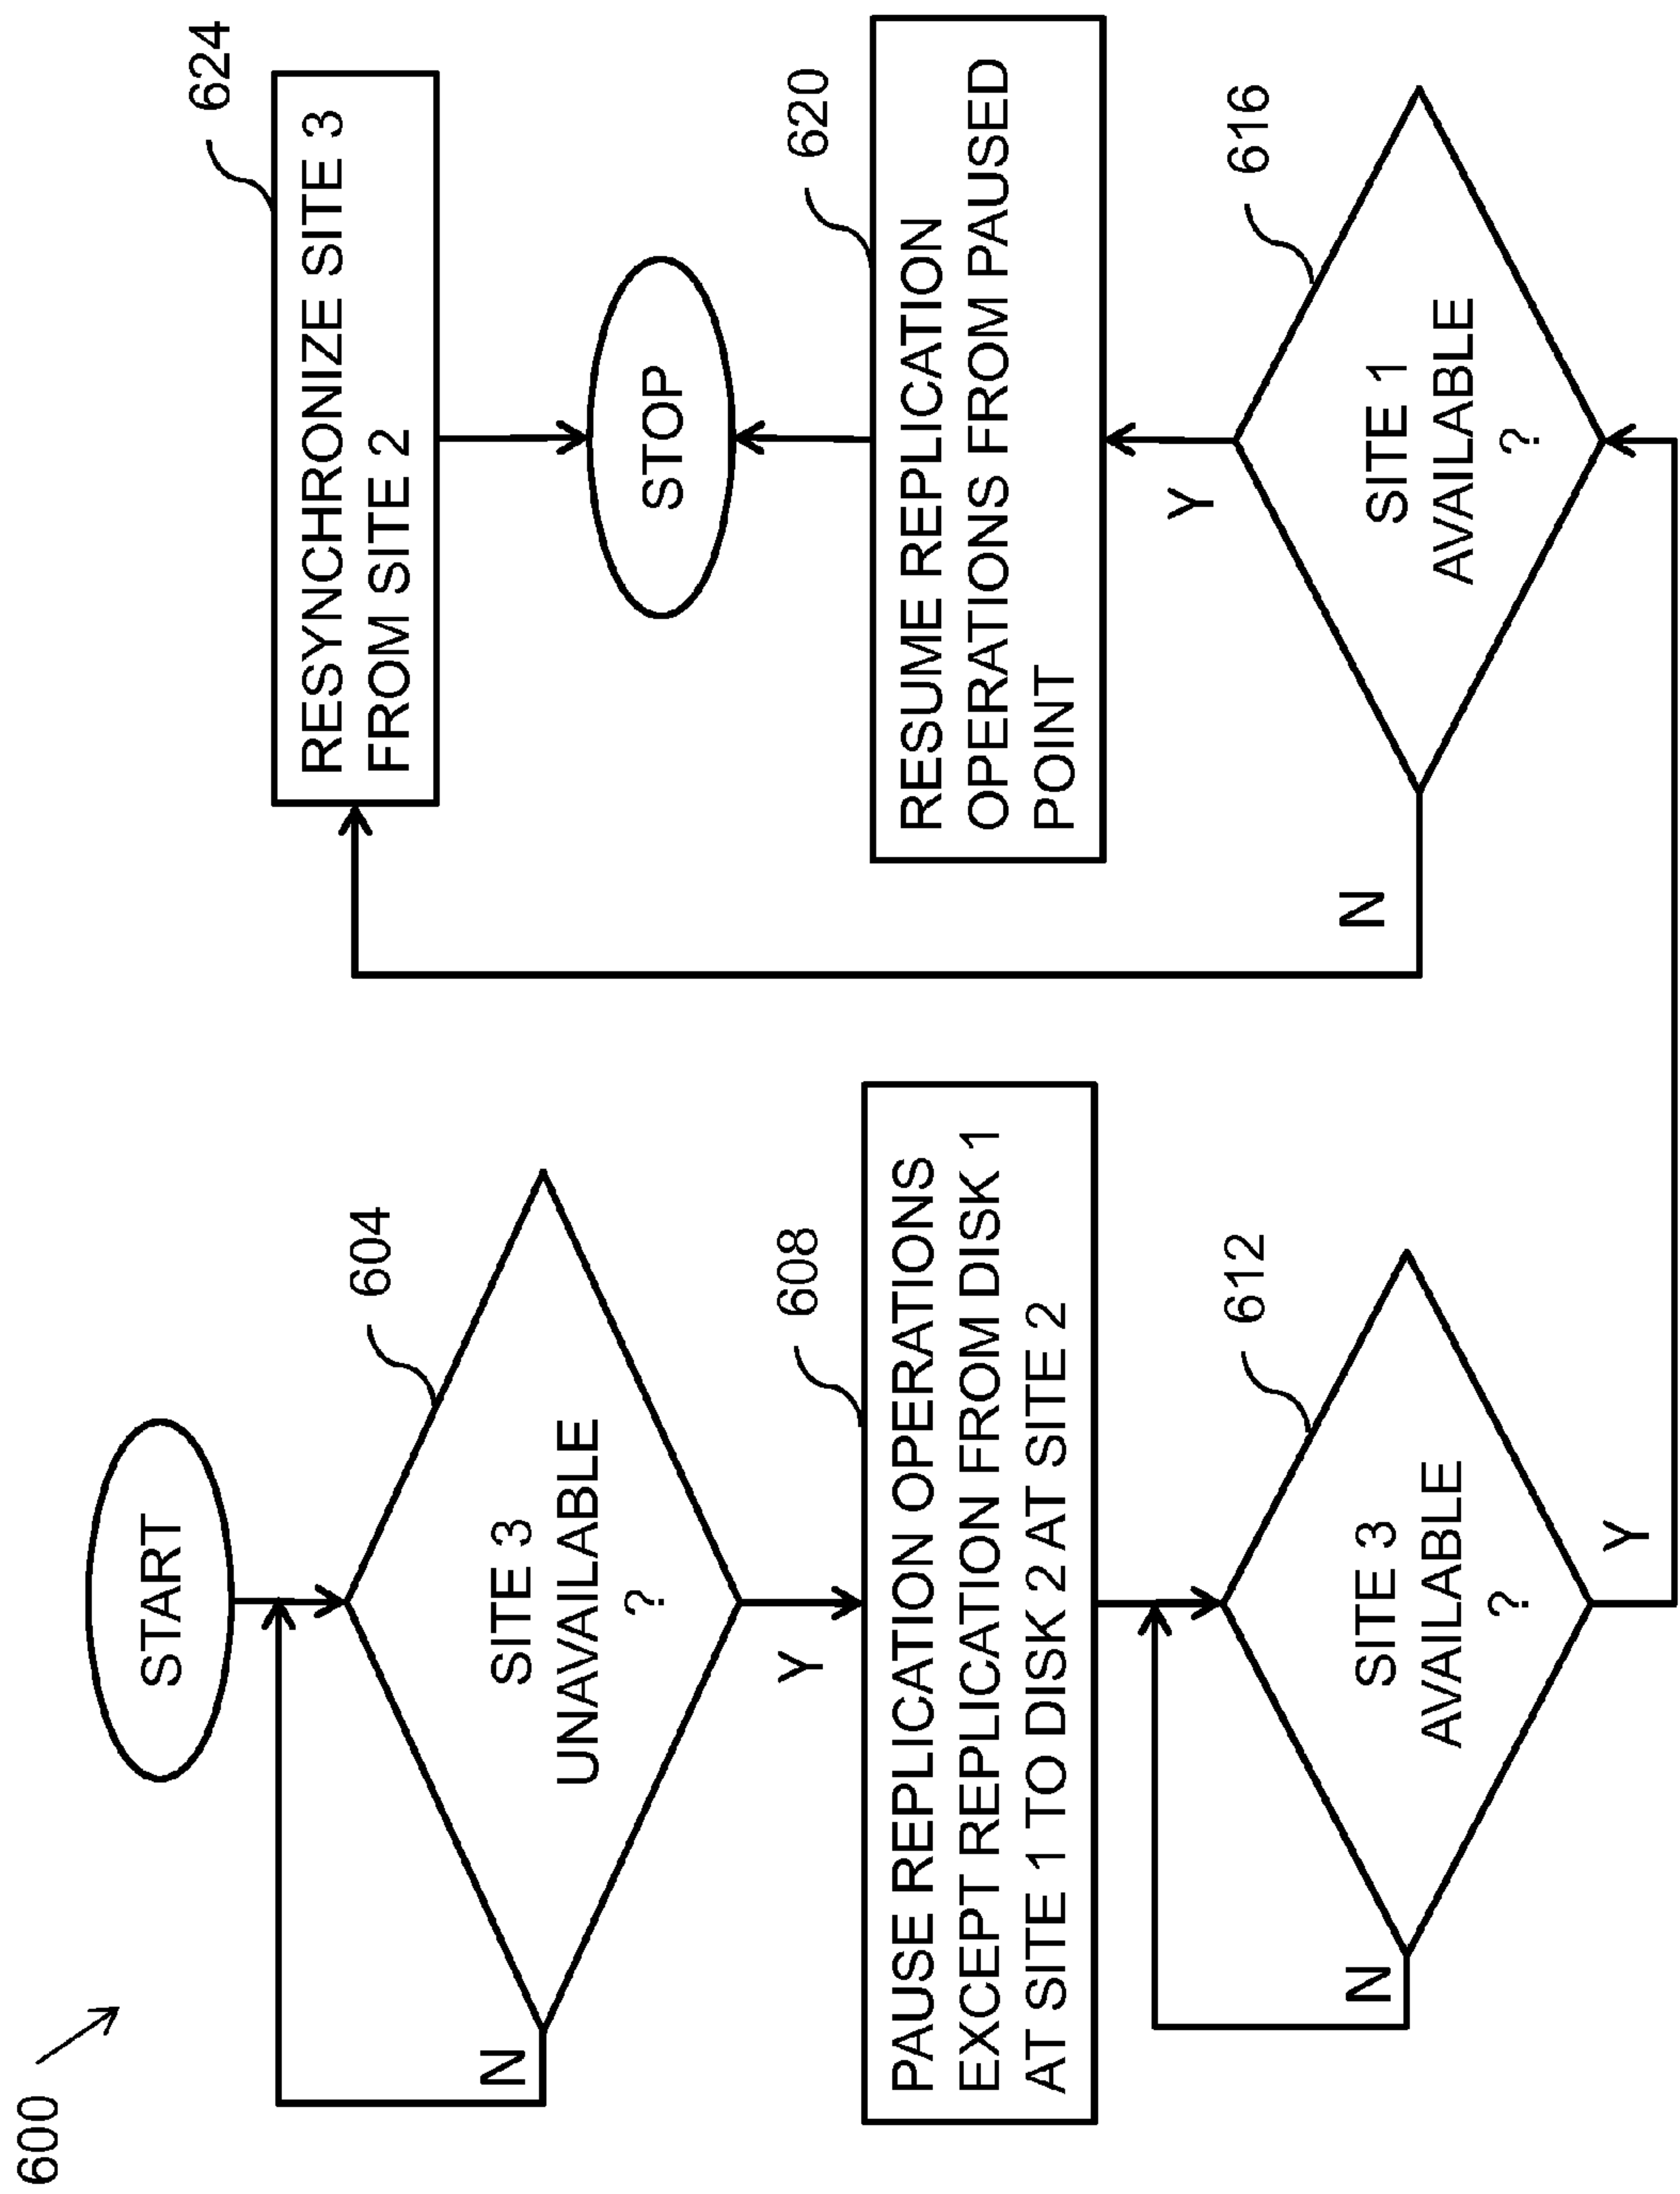 600
START
604
SITE 3
UNAVAILABLE
?
N
Y
608
PAUSE REPLICATION OPERATIONS
EXCEPT REPLICATION FROM DISK 1
AT SITE 1 TO DISK 2 AT SITE 2
612
SITE 3
AVAILABLE
?
N
Y
616
SITE 1
AVAILABLE
?
N
Y
620
RESUME REPLICATION
OPERATIONS FROM PAUSED
POINT
STOP
624
RESYNCHRONIZE SITE 3
FROM SITE 2